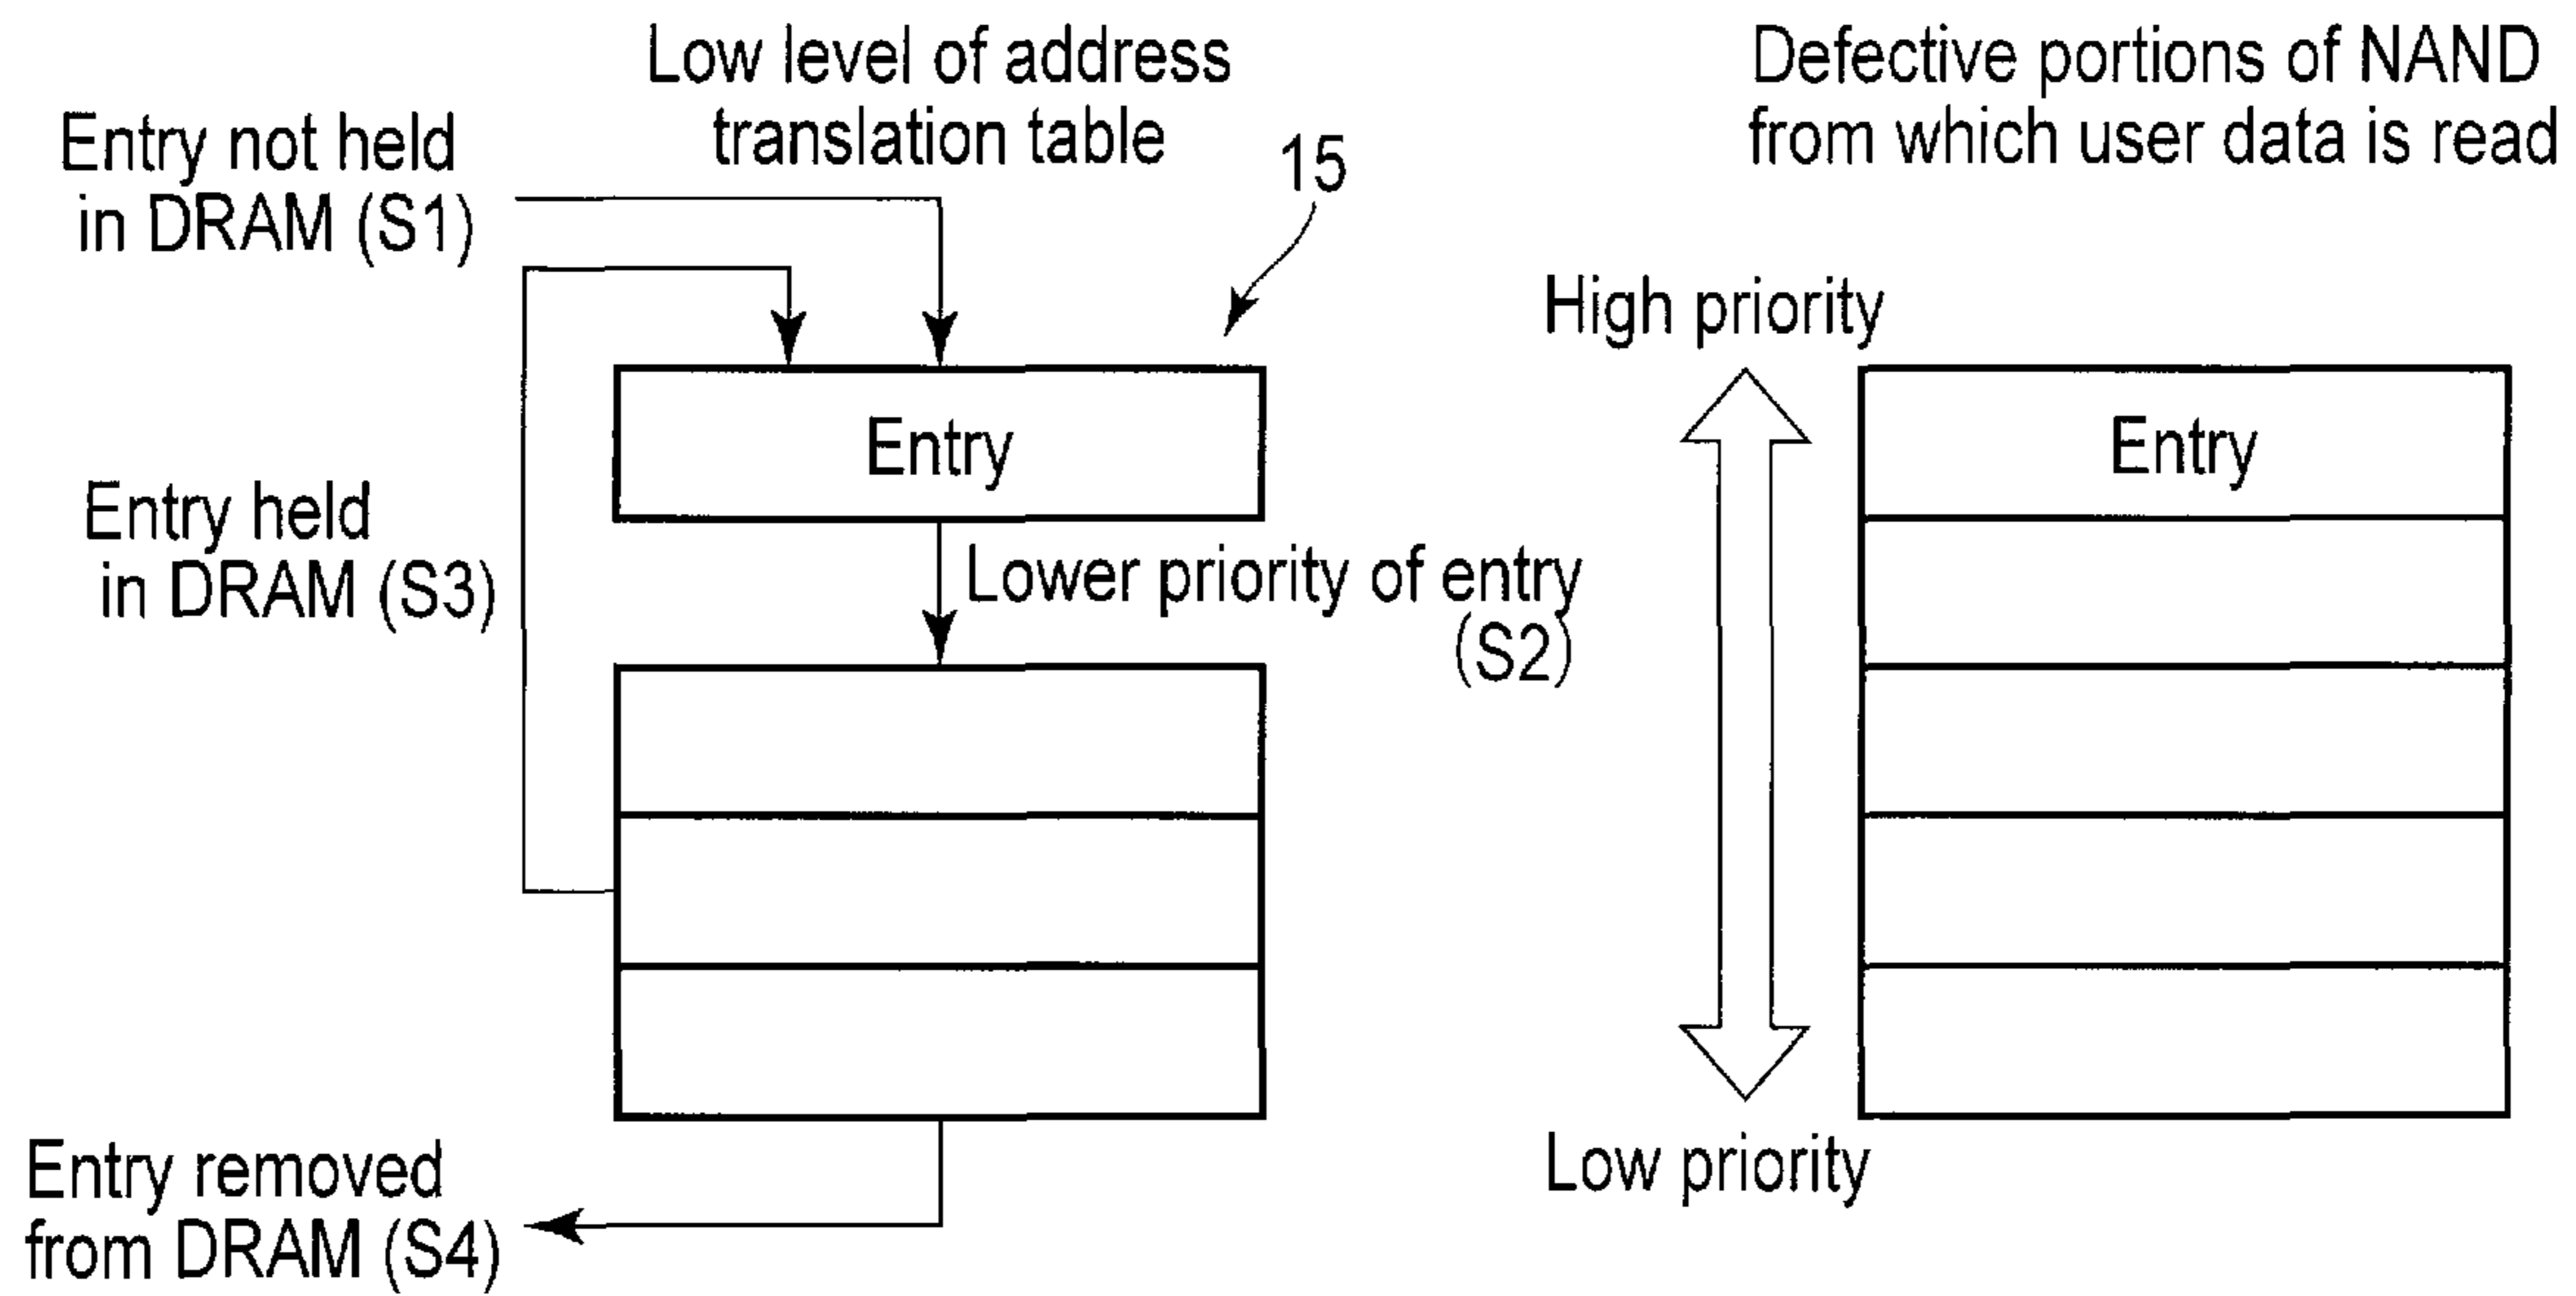 Low level of address
translation table
Defective portions of NAND
from which user data is read
Entry not held
in DRAM (S1)
15
High priority
Entry
Entry
Entry held
in DRAM (S3)
Lower priority of entry
(S2)
Entry removed
from DRAM (S4)
Low priority